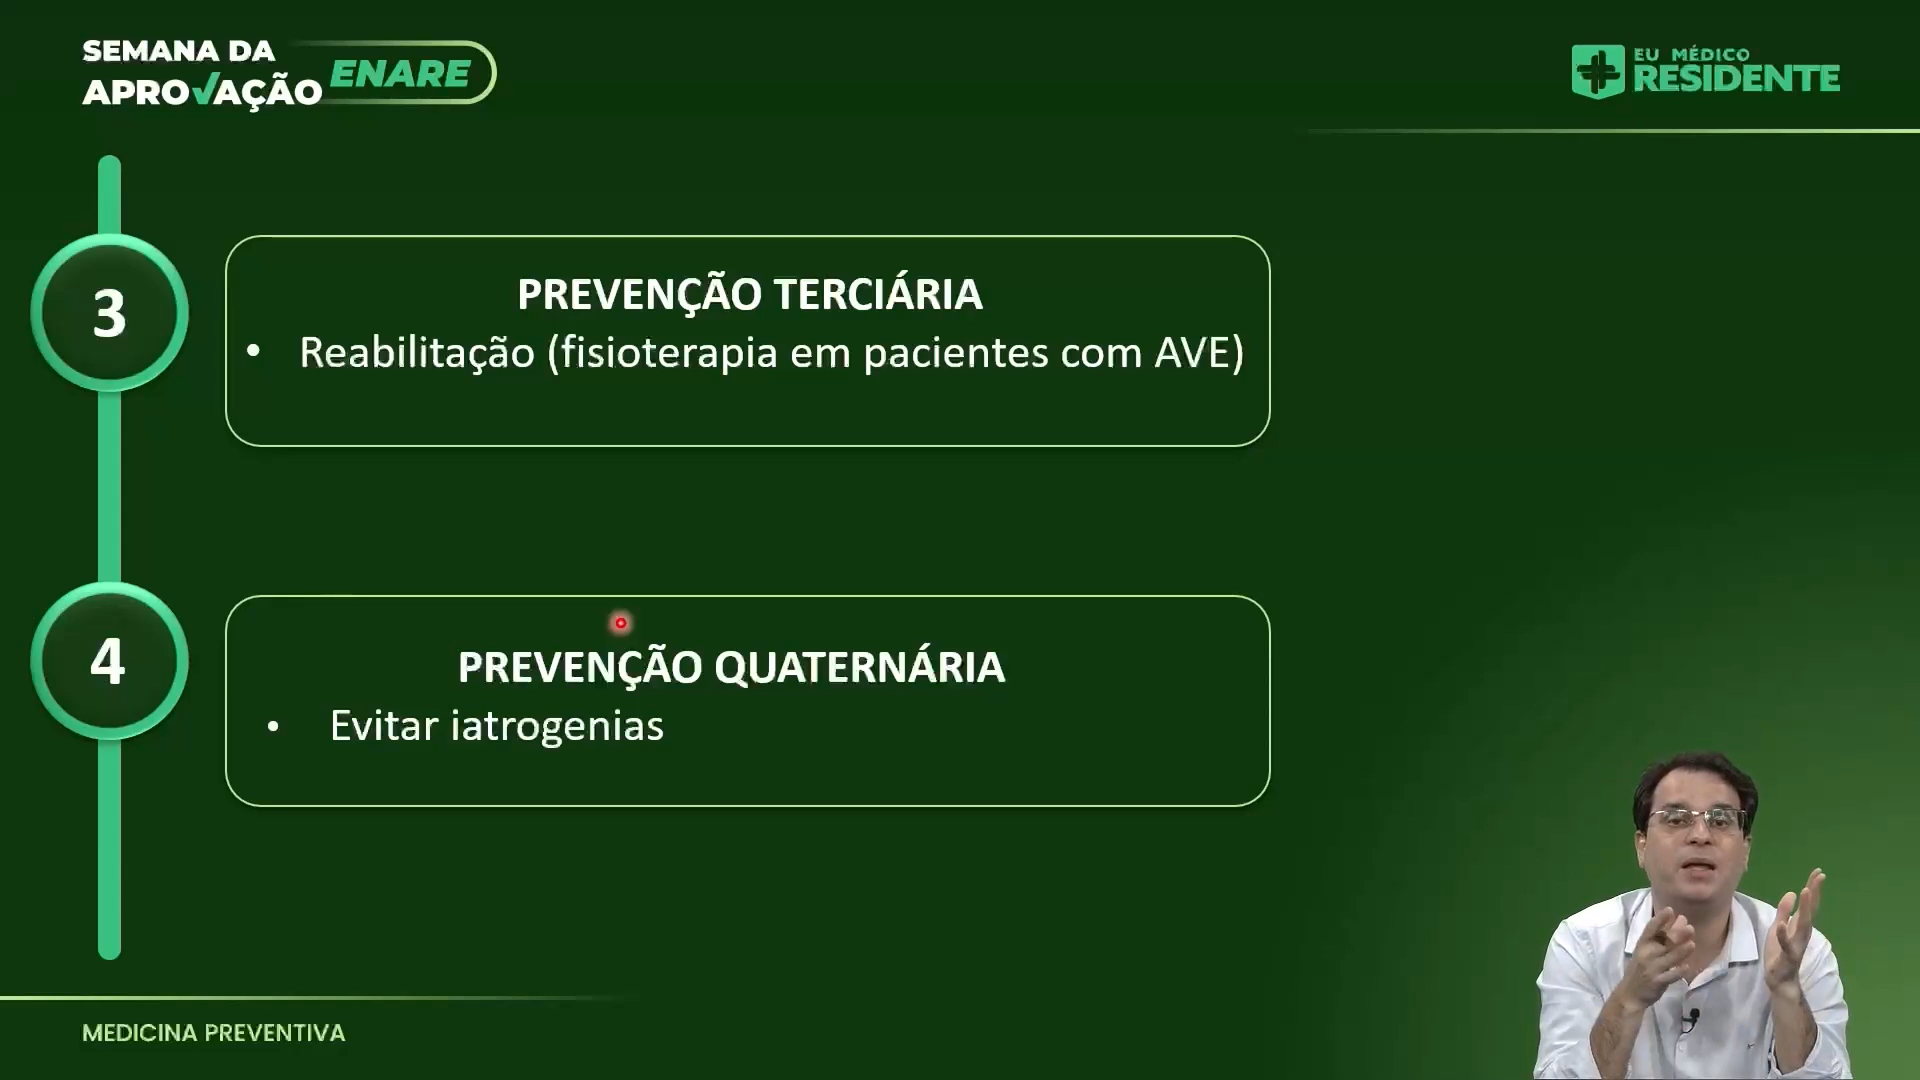 SEMANA DA
APROVAÇÃO ENARE
EU MÉDICO
RESIDENTE
3
PREVENÇÃO TERCIÁRIA
• Reabilitação (fisioterapia em pacientes com AVE)
4
PREVENÇÃO QUATERNÁRIA
• Evitar iatrogenias
MEDICINA PREVENTIVA